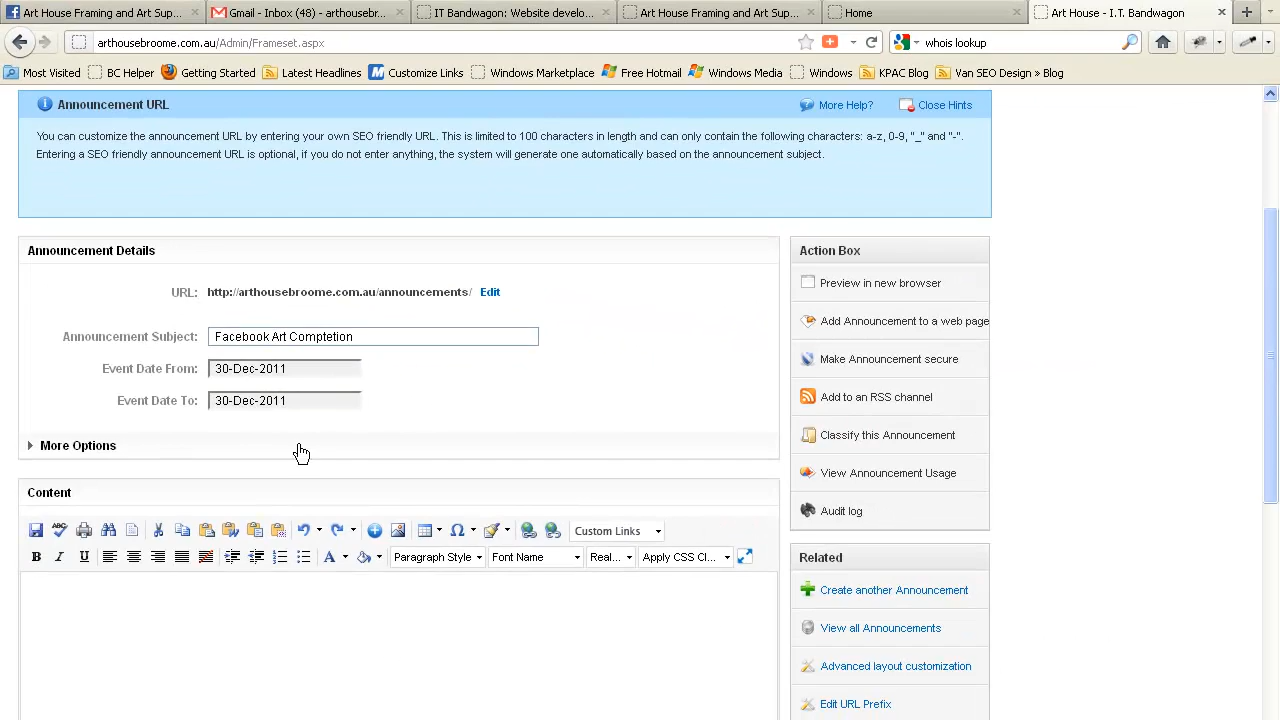 Art House Framing and Art Sup...
Gmail - Inbox (48) - arthousebr...
IT Bandwagon: Website develo...
Art House Framing and Art Sup...
Home
Art House - I.T. Bandwagon
arthousebroome.com.au/Admin/Frameset.aspx
whois lookup
Most Visited
BC Helper
Getting Started
Latest Headlines
Customize Links
Windows Marketplace
Free Hotmail
Windows Media
Windows
KPAC Blog
Van SEO Design » Blog
Announcement URL
More Help?
Close Hints
You can customize the announcement URL by entering your own SEO friendly URL. This is limited to 100 characters in length and can only contain the following characters: a-z, 0-9, "_" and "-".
Entering a SEO friendly announcement URL is optional, if you do not enter anything, the system will generate one automatically based on the announcement subject.
Announcement Details
URL: http://arthousebroome.com.au/announcements/ Edit
Announcement Subject: Facebook Art Comptetion
Event Date From: 30-Dec-2011
Event Date To: 30-Dec-2011
More Options
Content
Custom Links
B I U
A
Paragraph Style
Font Name
Real...
Apply CSS Cl...
Action Box
Preview in new browser
Add Announcement to a web page
Make Announcement secure
Add to an RSS channel
Classify this Announcement
View Announcement Usage
Audit log
Related
Create another Announcement
View all Announcements
Advanced layout customization
Edit URL Prefix